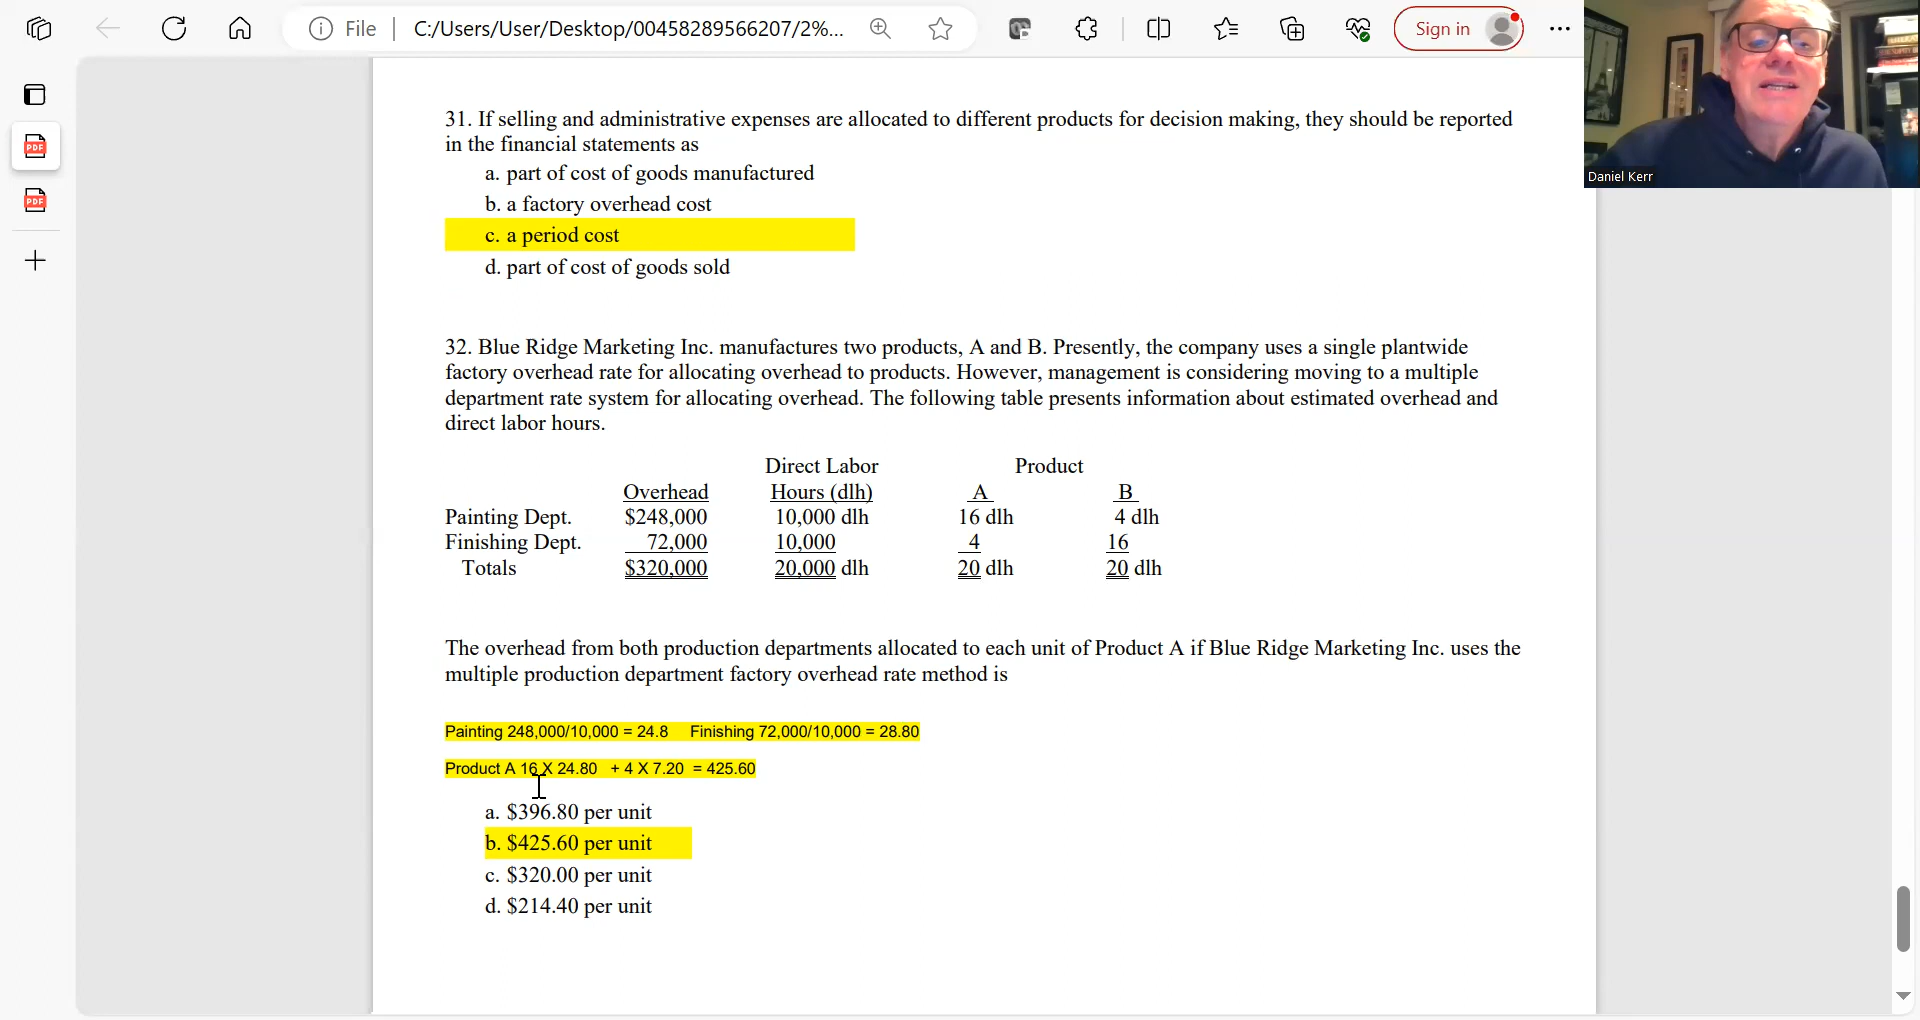 File
C:/Users/User/Desktop/00458289566207/2%...
Sign in
Daniel Kerr
31. If selling and administrative expenses are allocated to different products for decision making, they should be reported
in the financial statements as
a. part of cost of goods manufactured
b. a factory overhead cost
c. a period cost
d. part of cost of goods sold
32. Blue Ridge Marketing Inc. manufactures two products, A and B. Presently, the company uses a single plantwide
factory overhead rate for allocating overhead to products. However, management is considering moving to a multiple
department rate system for allocating overhead. The following table presents information about estimated overhead and
direct labor hours.
Direct Labor Product
Overhead Hours (dlh) A B
Painting Dept. $248,000 10,000 dlh 16 dlh 4 dlh
Finishing Dept. 72,000 10,000 4 16
Totals $320,000 20,000 dlh 20 dlh 20 dlh
The overhead from both production departments allocated to each unit of Product A if Blue Ridge Marketing Inc. uses the
multiple production department factory overhead rate method is
Painting 248,000/10,000 = 24.8 Finishing 72,000/10,000 = 28.80
Product A 16 X 24.80 + 4 X 7.20 = 425.60
a. $396.80 per unit
b. $425.60 per unit
c. $320.00 per unit
d. $214.40 per unit